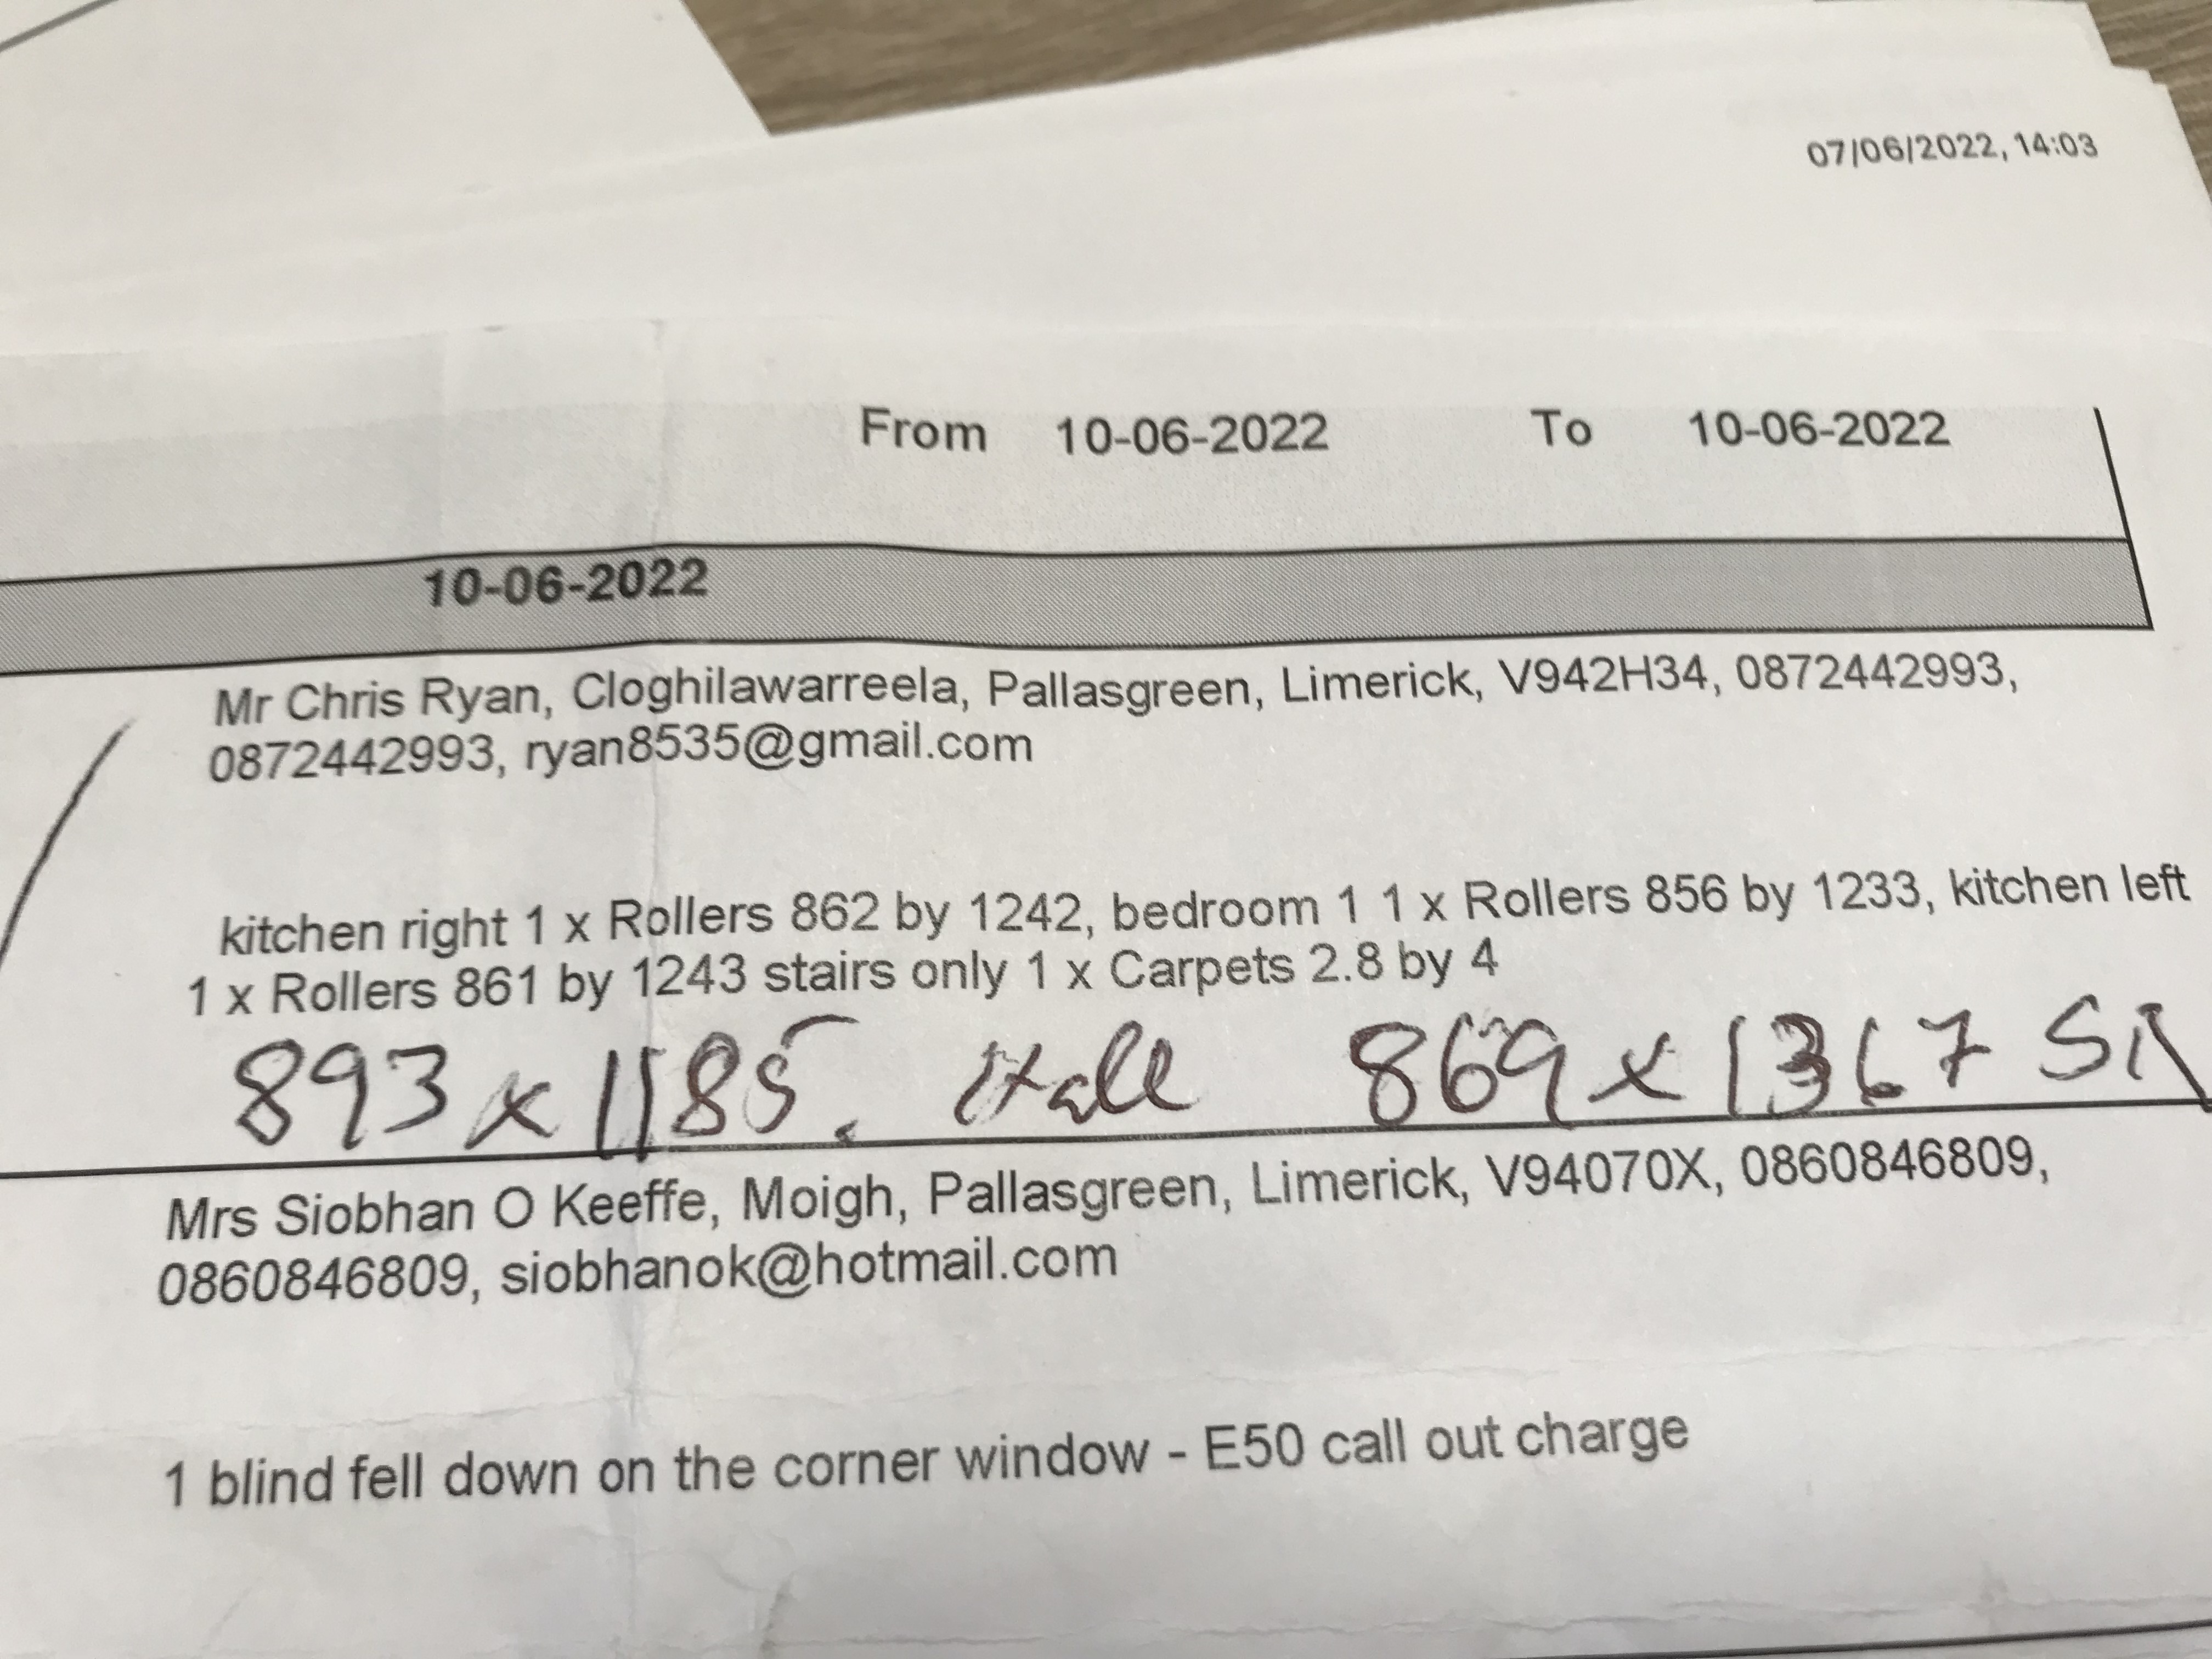 07/06/2022, 14:03
From 10-06-2022 To 10-06-2022
10-06-2022
Mr Chris Ryan, Cloghilawarreela, Pallasgreen, Limerick, V942H34, 0872442993,
0872442993, ryan8535@gmail.com
kitchen right 1 x Rollers 862 by 1242, bedroom 1 1 x Rollers 856 by 1233, kitchen left
1 x Rollers 861 by 1243 stairs only 1 x Carpets 2.8 by 4
893 x 1185. Hall 869 x 1367
Mrs Siobhan O Keeffe, Moigh, Pallasgreen, Limerick, V94070X, 0860846809,
0860846809, siobhanok@hotmail.com
1 blind fell down on the corner window - E50 call out charge